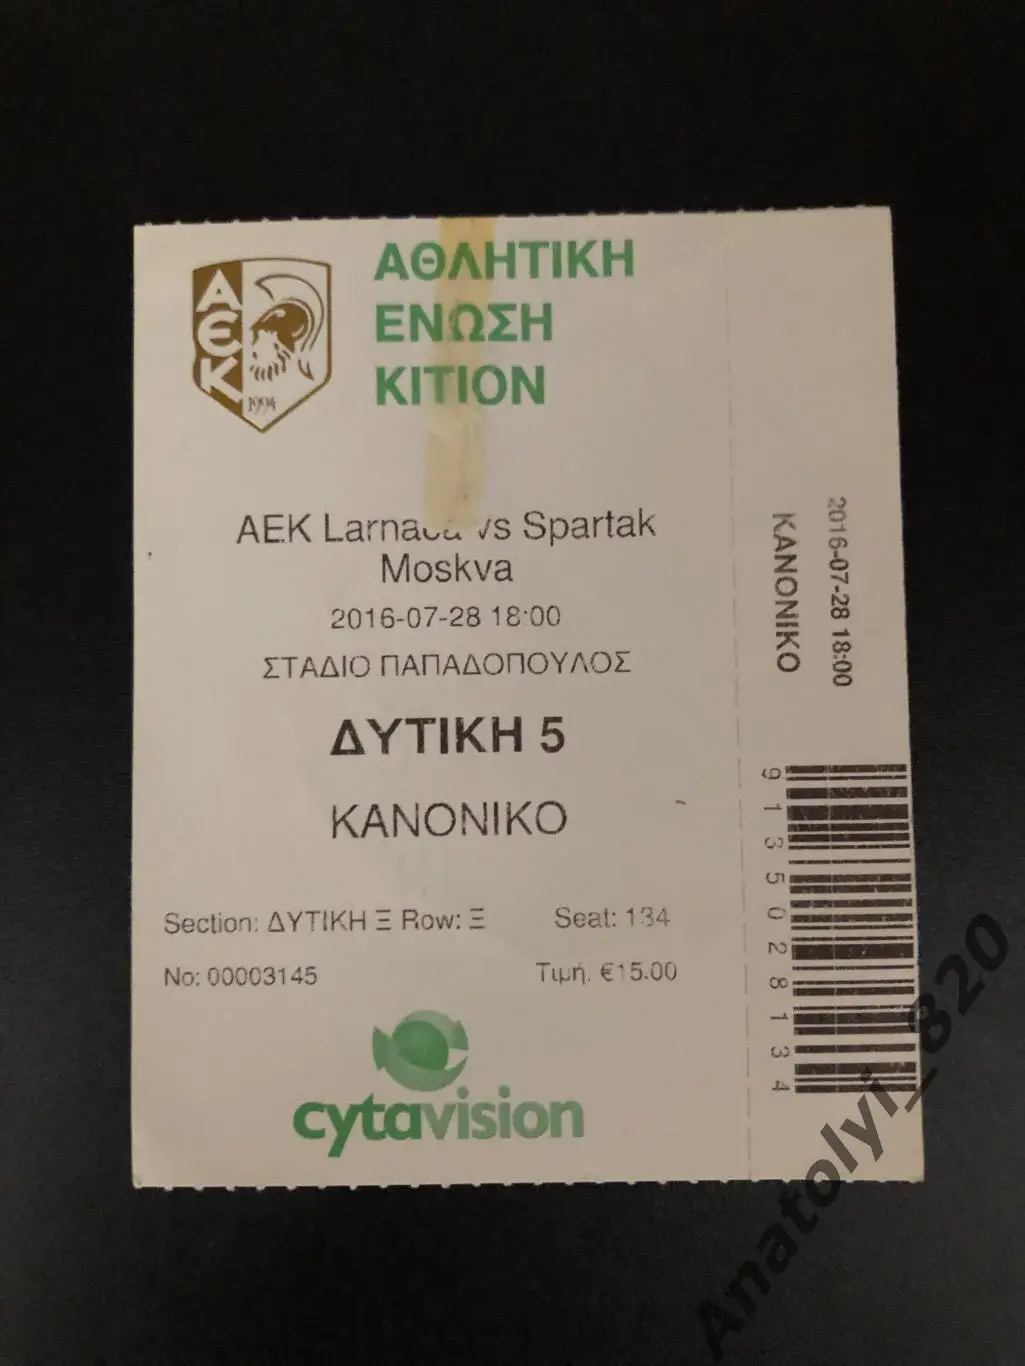 ΑΕΚ
1994
ΑΘΛΗΤΙΚΗ
ΕΝΩΣΗ
ΚΙΤΙΟΝ
AEK Larnaca vs Spartak
Moskva
2016-07-28 18:00
ΣΤΑΔΙΟ ΠΑΠΑΔΟΠΟΥΛΟΣ
ΔΥΤΙΚΗ 5
ΚΑΝΟΝΙΚΟ
Section: ΔΥΤΙΚΗ Ξ Row: Ξ Seat: 134
No: 00003145 Τιμή. €15.00
cytavision
2016-07-28 18:00
ΚΑΝΟΝΙΚΟ
9135028134
Anatolyi_820